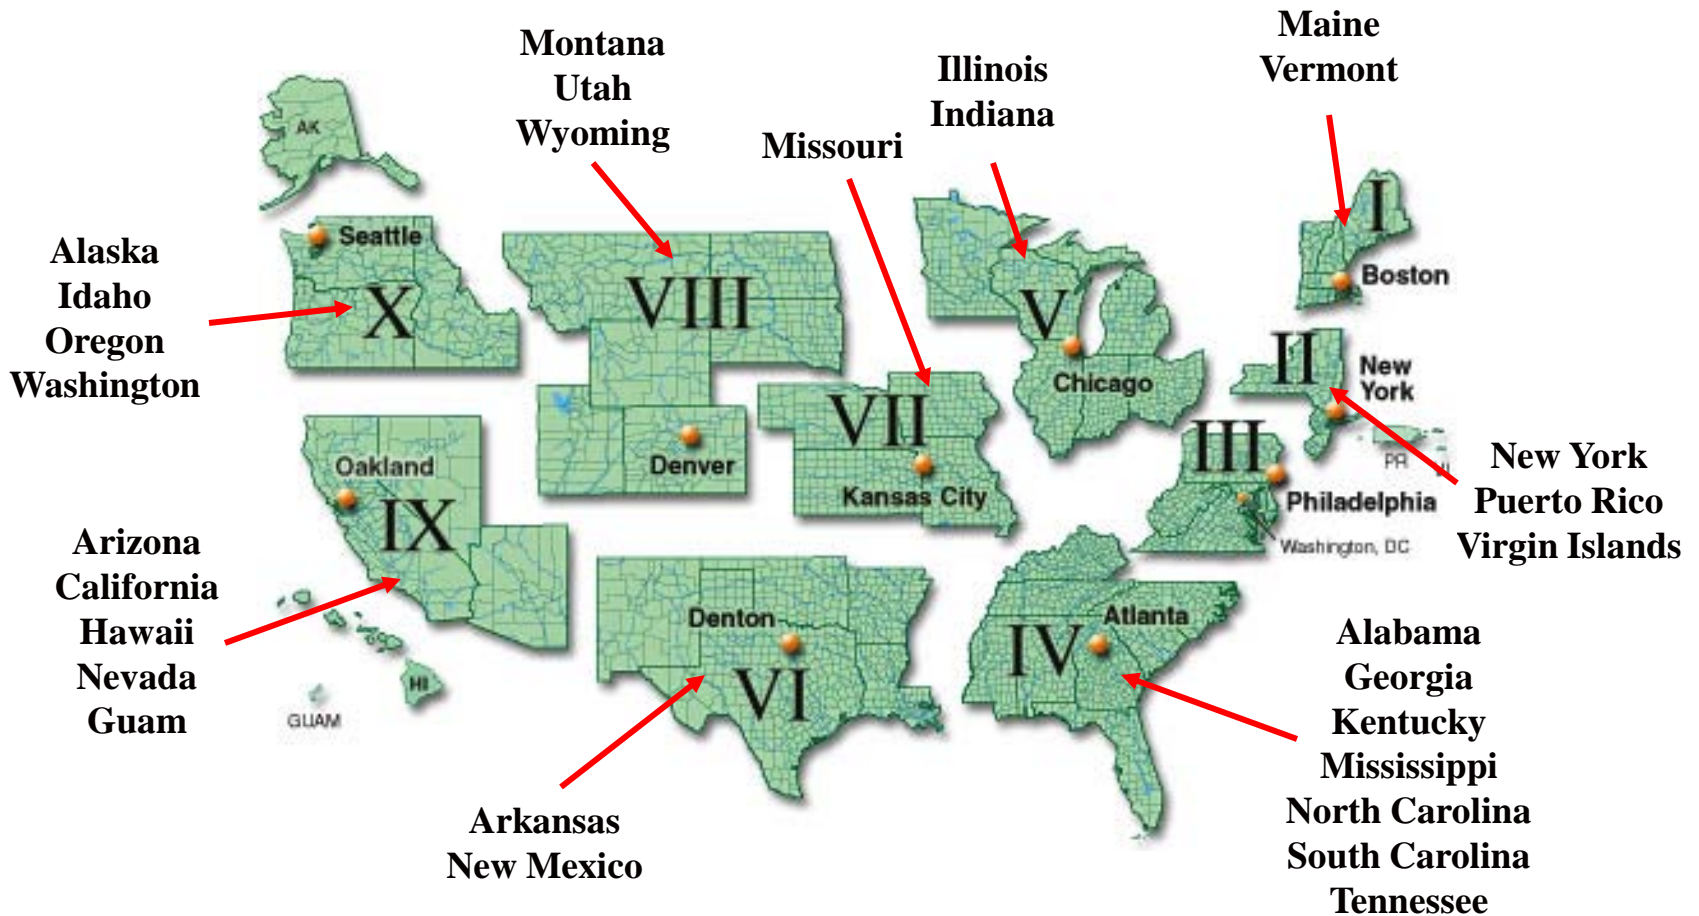 Montana
Utah
Wyoming
Missouri
Illinois
Indiana
Maine
Vermont
AK
Seattle
X
Alaska
Idaho
Oregon
Washington
VIII
Denver
V
Chicago
I
Boston
II
New
York
PR
New York
Puerto Rico
Virgin Islands
VII
Kansas City
III
Philadelphia
Washington, DC
Oakland
IX
Arizona
California
Hawaii
Nevada
Guam
HI
GUAM
Denton
VI
Arkansas
New Mexico
Atlanta
IV
Alabama
Georgia
Kentucky
Mississippi
North Carolina
South Carolina
Tennessee